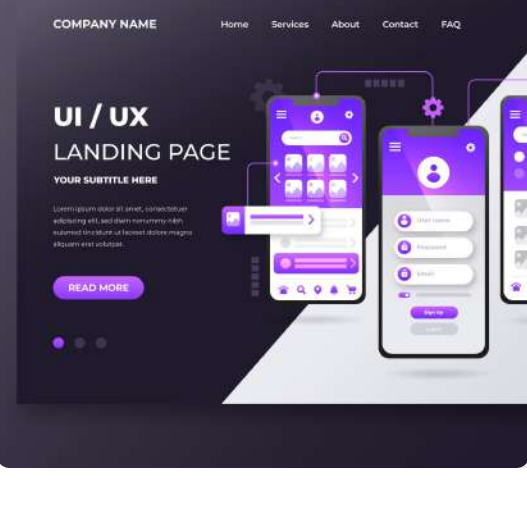 COMPANY NAME
Home Services About Contact FAQ
UI / UX
LANDING PAGE
YOUR SUBTITLE HERE
Lorem ipsum dolor sit amet, consectetuer
adipiscing elit, sed diam nonummy nibh
euismod tincidunt ut laoreet dolore magna
aliquam erat volutpat.
READ MORE
User name
Password
Email
Sign Up